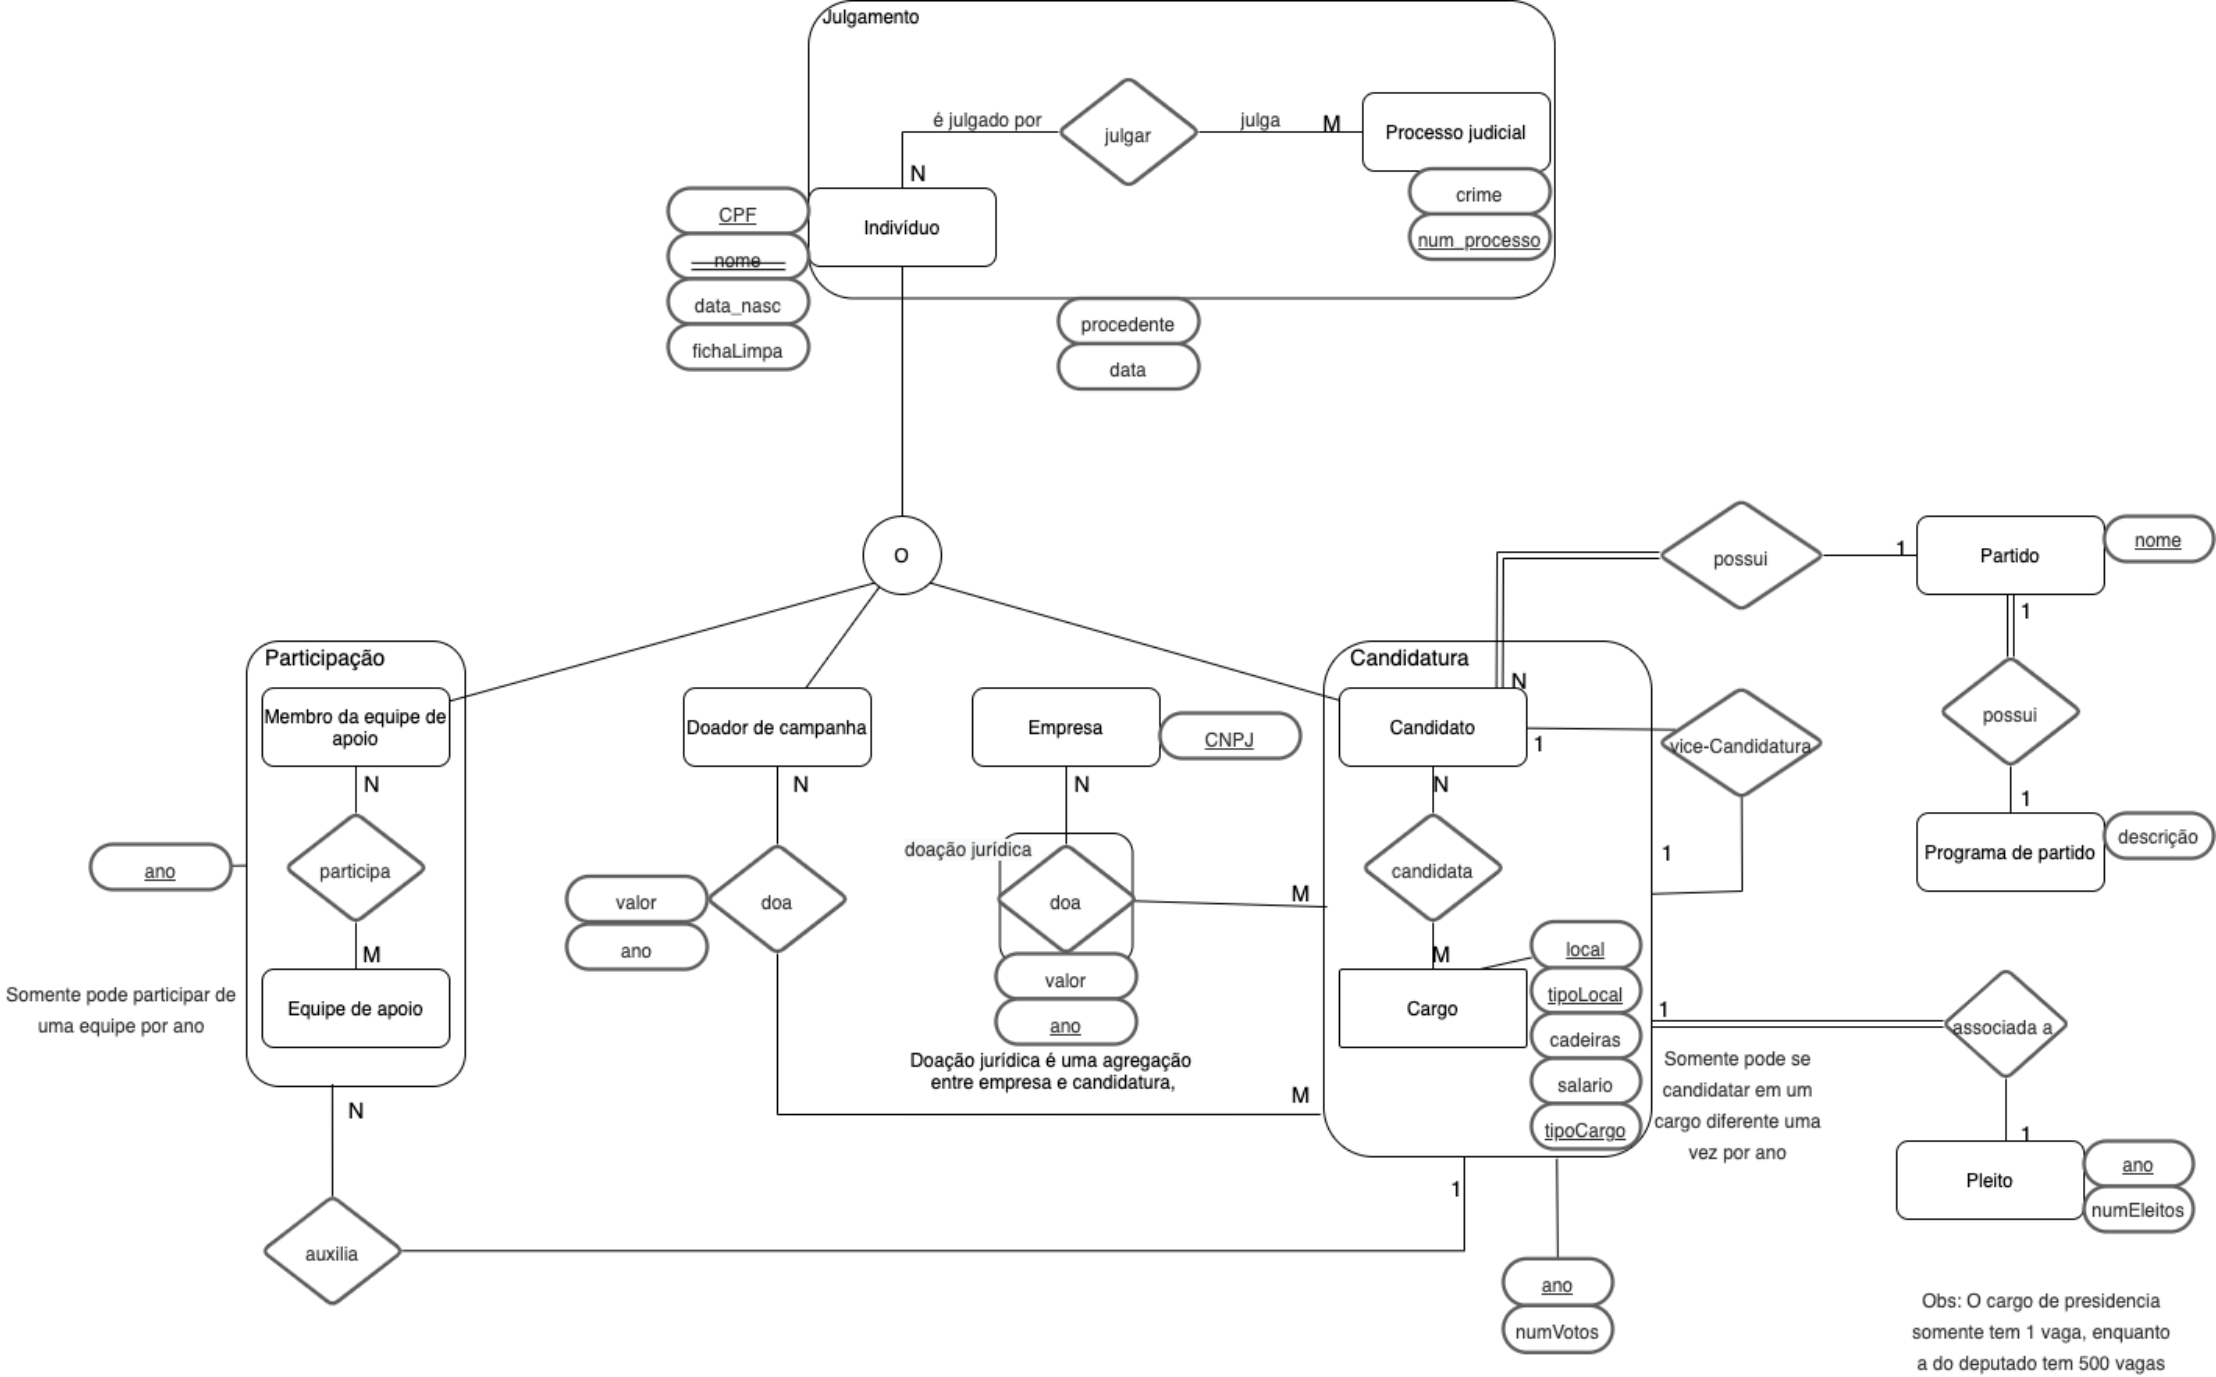 Julgamento
é julgado por
julgar
julga
M
Processo judicial
crime
num_processo
N
CPF
nome
data_nasc
fichaLimpa
Indivíduo
procedente
data
O
possui
1
Partido
nome
1
possui
1
Programa de partido
descrição
Participação
Membro da equipe de
apoio
N
participa
M
Equipe de apoio
ano
Somente pode participar de
uma equipe por ano
N
auxilia
Doador de campanha
N
doa
valor
ano
M
Empresa
CNPJ
N
doação jurídica
doa
M
valor
ano
Doação jurídica é uma agregação
entre empresa e candidatura,
Candidatura
N
Candidato
1
vice-Candidatura
1
N
candidata
M
Cargo
local
tipoLocal
cadeiras
salario
tipoCargo
1
associada a
Somente pode se
candidatar em um
cargo diferente uma
vez por ano
1
Pleito
ano
numEleitos
1
ano
numVotos
Obs: O cargo de presidencia
somente tem 1 vaga, enquanto
a do deputado tem 500 vagas